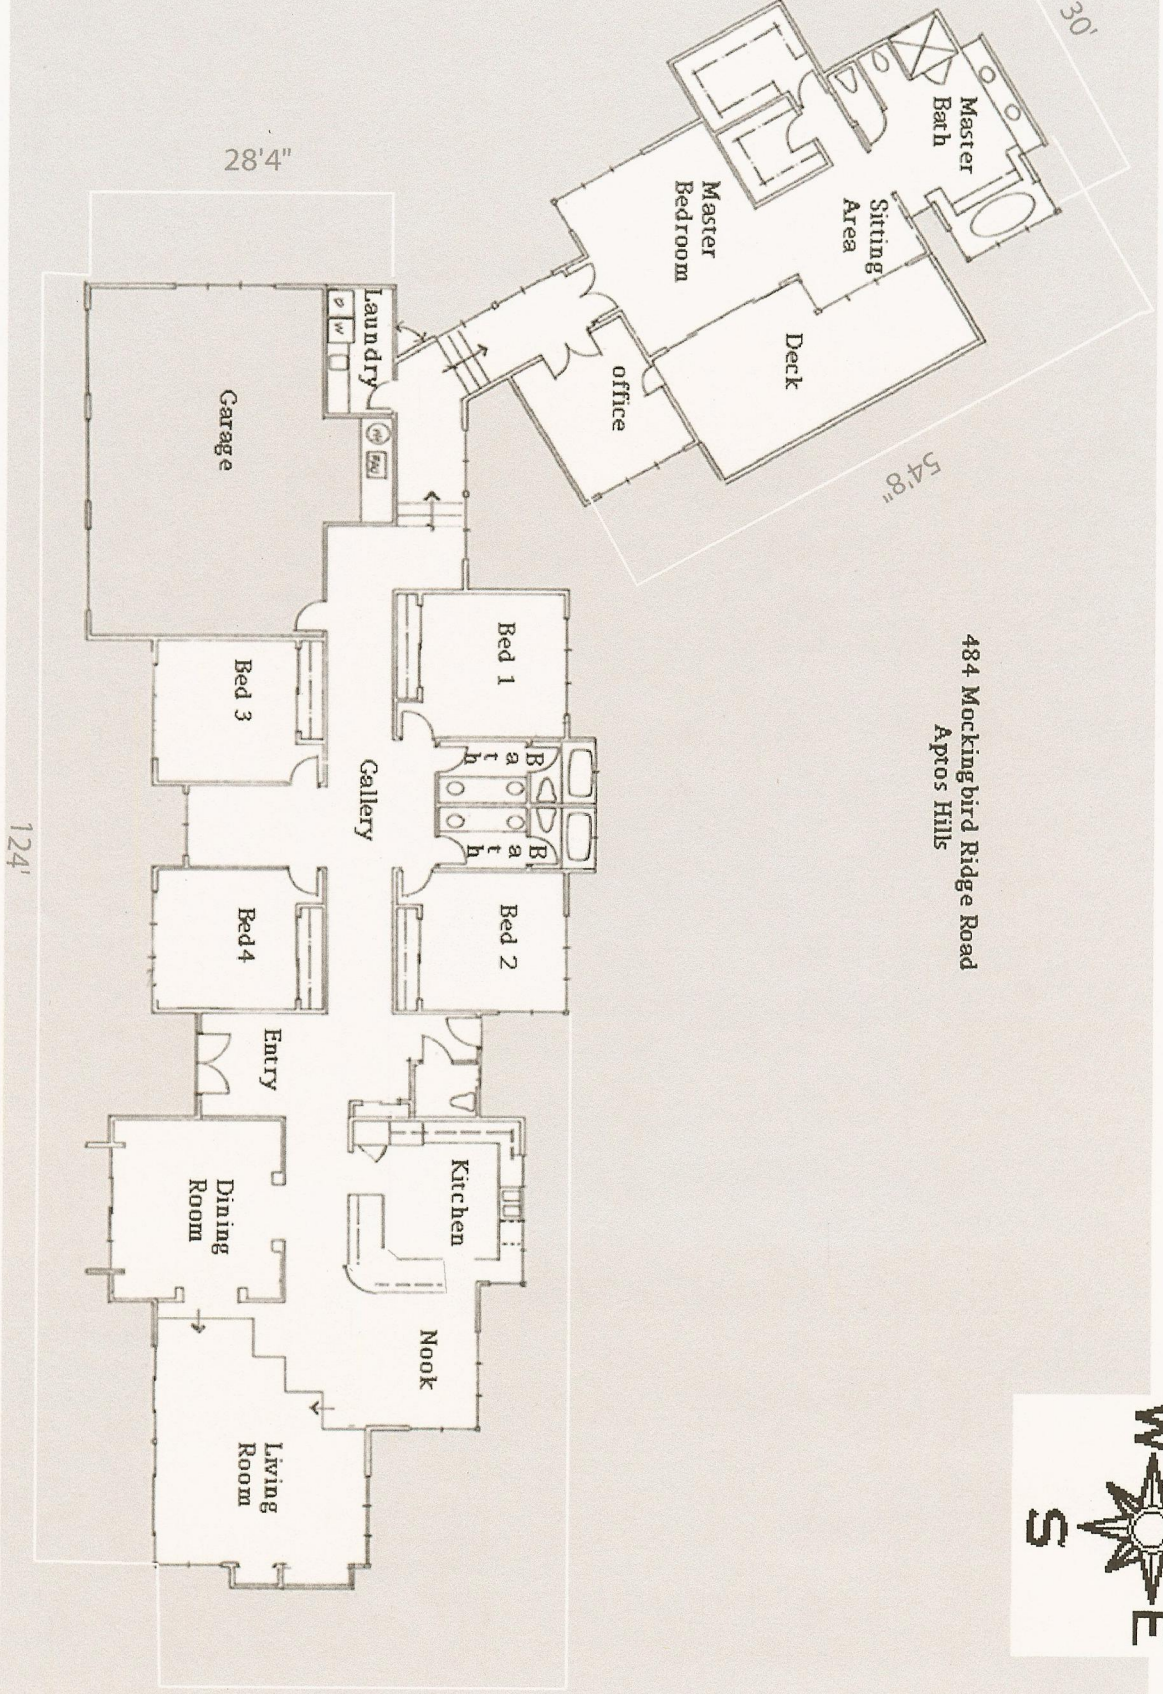 30'
Master
Bath
28'4"
Master
Bedroom
Sitting
Area
Laundry
D
W
Deck
office
Garage
54'8"
WH
FAU
484 Mockingbird Ridge Road
Aptos Hills
Bed 1
Bed 3
Bath
Gallery
Bath
124'
Bed 2
Bed4
Entry
Kitchen
Dining
Room
Nook
Living
Room
W
S
E